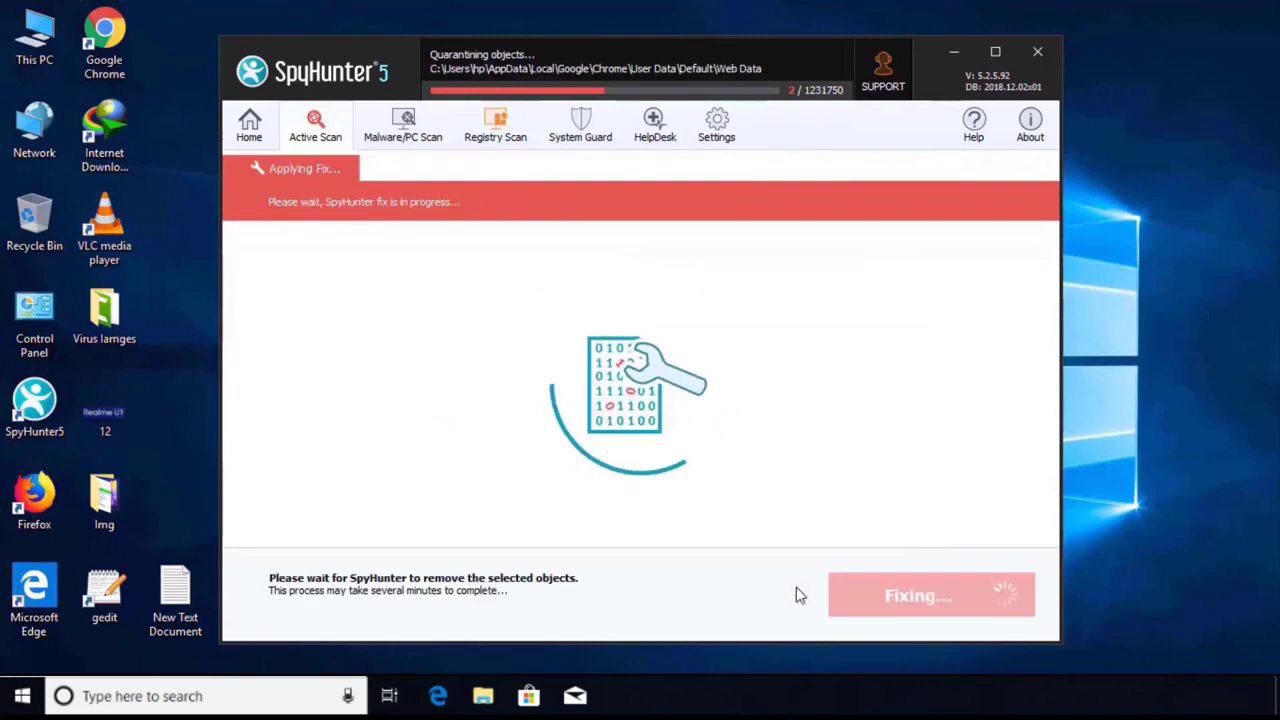 This PC
Google
Chrome
Network
Internet
Downlo...
Recycle Bin
VLC media
player
Control
Panel
Virus Iamges
SpyHunter5
Realme U1
12
Firefox
Img
Microsoft
Edge
gedit
New Text
Document
SpyHunter 5
Quarantining objects...
C:\Users\hp\AppData\Local\Google\Chrome\User Data\Default\Web Data
2 / 1231750
SUPPORT
V: 5.2.5.92
DB: 2018.12.02x01
Home
Active Scan
Malware/PC Scan
Registry Scan
System Guard
HelpDesk
Settings
Help
About
Applying Fix...
Please wait, SpyHunter fix is in progress...
111001
101100
010100
Please wait for SpyHunter to remove the selected objects.
This process may take several minutes to complete...
Fixing...
Type here to search